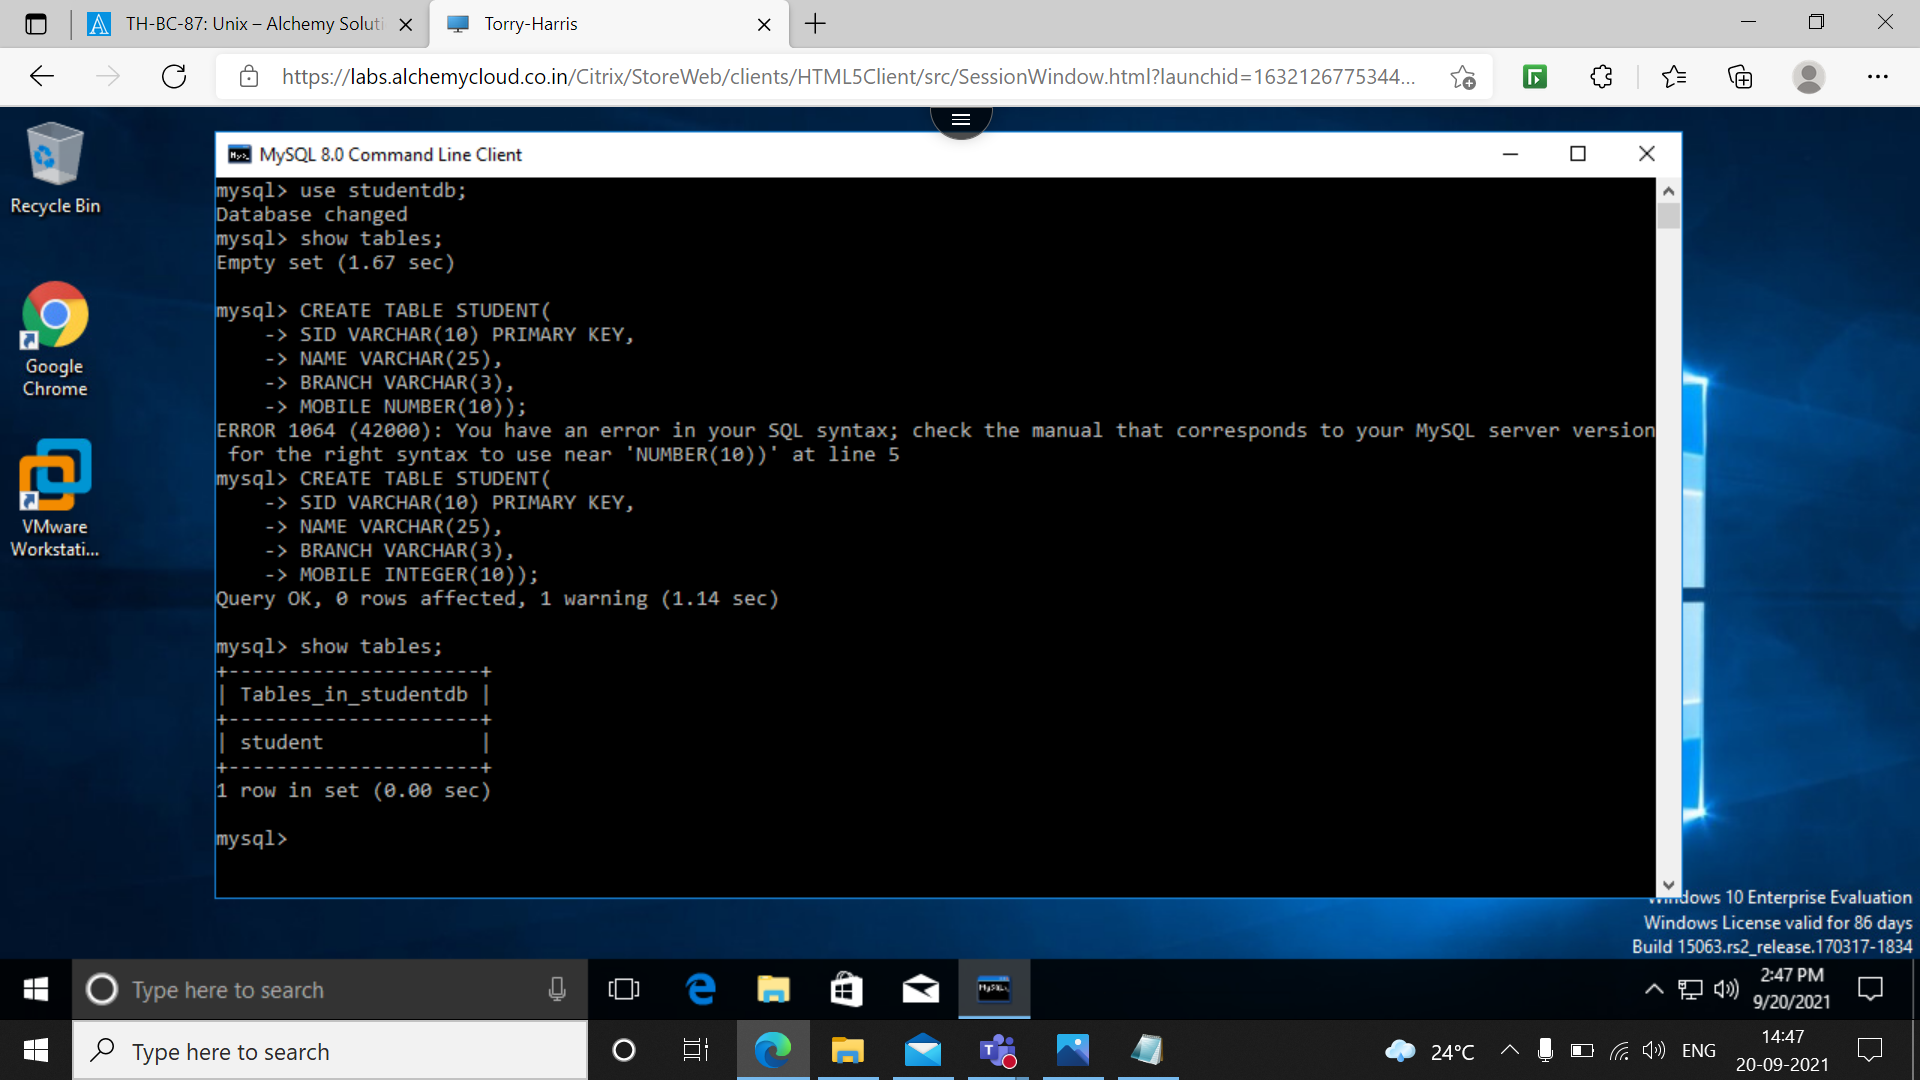 TH-BC-87: Unix – Alchemy Soluti
Torry-Harris
https://labs.alchemycloud.co.in/Citrix/StoreWeb/clients/HTML5Client/src/SessionWindow.html?launchid=1632126775344...
Recycle Bin
Google
Chrome
VMware
Workstati...
MySQL 8.0 Command Line Client
mysql> use studentdb;
Database changed
mysql> show tables;
Empty set (1.67 sec)
mysql> CREATE TABLE STUDENT(
-> SID VARCHAR(10) PRIMARY KEY,
-> NAME VARCHAR(25),
-> BRANCH VARCHAR(3),
-> MOBILE NUMBER(10));
ERROR 1064 (42000): You have an error in your SQL syntax; check the manual that corresponds to your MySQL server version
for the right syntax to use near 'NUMBER(10))' at line 5
mysql> CREATE TABLE STUDENT(
-> SID VARCHAR(10) PRIMARY KEY,
-> NAME VARCHAR(25),
-> BRANCH VARCHAR(3),
-> MOBILE INTEGER(10));
Query OK, 0 rows affected, 1 warning (1.14 sec)
mysql> show tables;
+---------------------+
| Tables_in_studentdb |
+---------------------+
| student             |
+---------------------+
1 row in set (0.00 sec)
mysql>
Windows 10 Enterprise Evaluation
Windows License valid for 86 days
Build 15063.rs2_release.170317-1834
Type here to search
2:47 PM
9/20/2021
Type here to search
24°C
ENG
14:47
20-09-2021